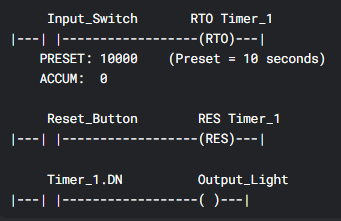 Input_Switch RTO Timer_1
|---| |-------------------(RTO)---|
PRESET: 10000 (Preset = 10 seconds)
ACCUM: 0
Reset_Button RES Timer_1
|---| |-------------------(RES)---|
Timer_1.DN Output_Light
|---| |-------------------( )---|